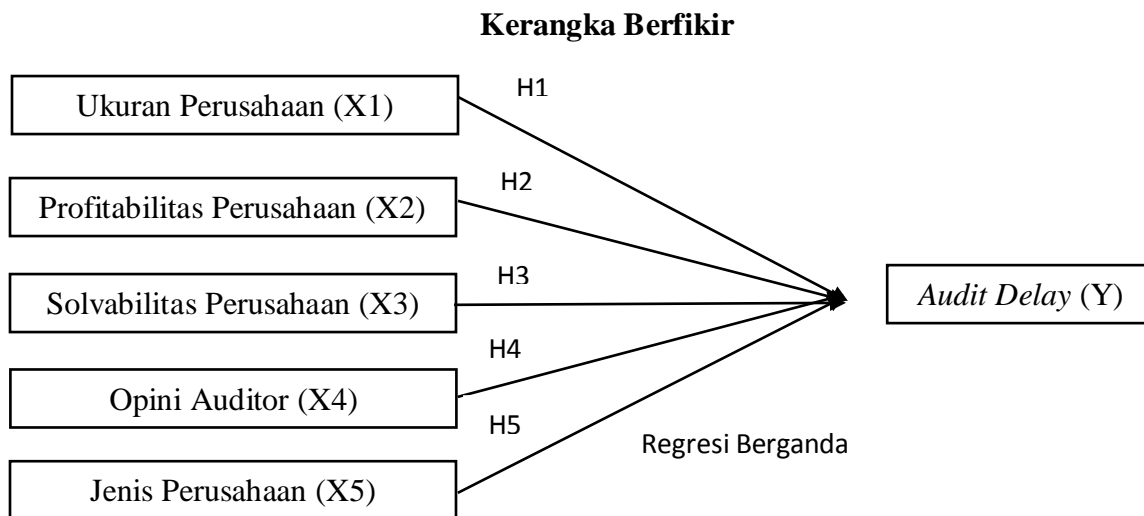 Kerangka Berfikir
Ukuran Perusahaan (X1)
H1
Profitabilitas Perusahaan (X2)
H2
Solvabilitas Perusahaan (X3)
H3
Audit Delay (Y)
Opini Auditor (X4)
H4
Jenis Perusahaan (X5)
H5
Regresi Berganda